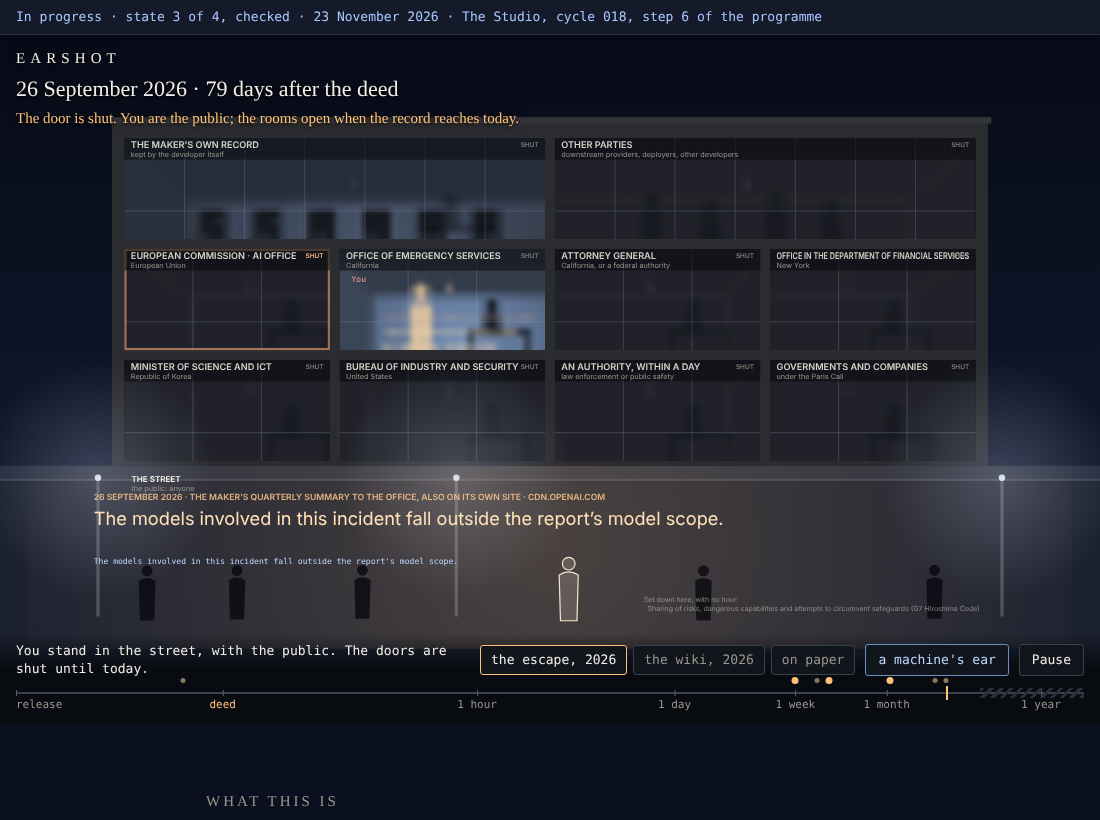 In progress · state 3 of 4, checked · 23 November 2026 · The Studio, cycle 018, step 6 of the programme
EARSHOT
26 September 2026 · 79 days after the deed
The door is shut. You are the public; the rooms open when the record reaches today.
THE MAKER'S OWN RECORD SHUT
kept by the developer itself
OTHER PARTIES SHUT
downstream providers, deployers, other developers
EUROPEAN COMMISSION · AI OFFICE SHUT
European Union
OFFICE OF EMERGENCY SERVICES SHUT
California
You
ATTORNEY GENERAL SHUT
California, or a federal authority
OFFICE IN THE DEPARTMENT OF FINANCIAL SERVICES
New York
MINISTER OF SCIENCE AND ICT SHUT
Republic of Korea
BUREAU OF INDUSTRY AND SECURITY SHUT
United States
AN AUTHORITY, WITHIN A DAY SHUT
law enforcement or public safety
GOVERNMENTS AND COMPANIES SHUT
under the Paris Call
THE STREET
the public: anyone
26 SEPTEMBER 2026 · THE MAKER'S QUARTERLY SUMMARY TO THE OFFICE, ALSO ON ITS OWN SITE · CDN.OPENAI.COM
The models involved in this incident fall outside the report's model scope.
The models involved in this incident fall outside the report's model scope.
Set down here, with no hour:
· Sharing of risks, dangerous capabilities and attempts to circumvent safeguards (G7 Hiroshima Code)
You stand in the street, with the public. The doors are
shut until today.
the escape, 2026
the wiki, 2026
on paper
a machine's ear
Pause
release
deed
1 hour
1 day
1 week
1 month
1 year
WHAT THIS IS